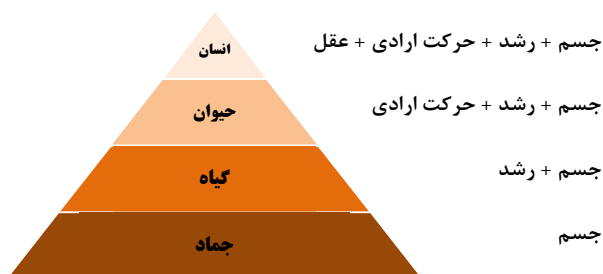 انسان
جسم + رشد + حرکت ارادی + عقل
حیوان
جسم + رشد + حرکت ارادی
گیاه
جسم + رشد
جماد
جسم